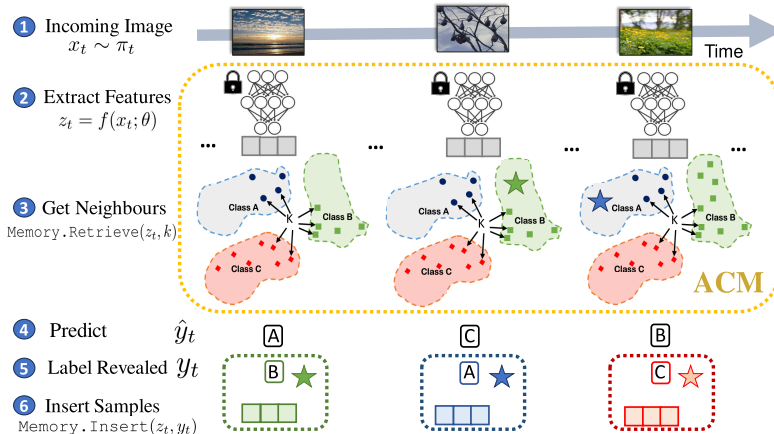 1 Incoming Image
x_t ∼ π_t
Time
2 Extract Features
z_t = f(x_t; θ)
...
...
...
...
3 Get Neighbours
Memory.Retrieve(z_t, k)
Class A
K
Class B
Class C
Class A
K
Class B
Class C
Class A
K
Class B
Class C
ACM
4 Predict ŷ_t
A
C
B
5 Label Revealed y_t
B
A
C
6 Insert Samples
Memory.Insert(z_t, y_t)